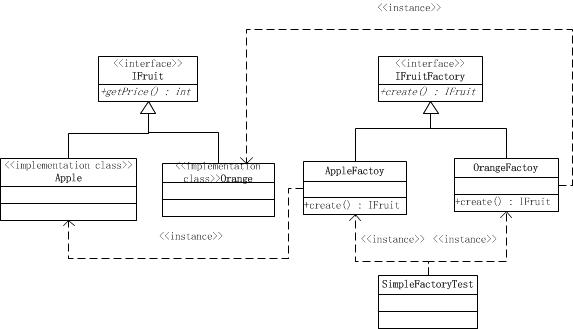 <<instance>>
<<interface>>
IFruit
+getPrice() : int
<<interface>>
IFruitFactory
+create() : IFruit
<<implementation class>>
Apple
<<implementation
class>>Orange
AppleFactoy
+create() : IFruit
OrangeFactoy
+create() : IFruit
<<instance>>
<<instance>>
<<instance>>
SimpleFactoryTest